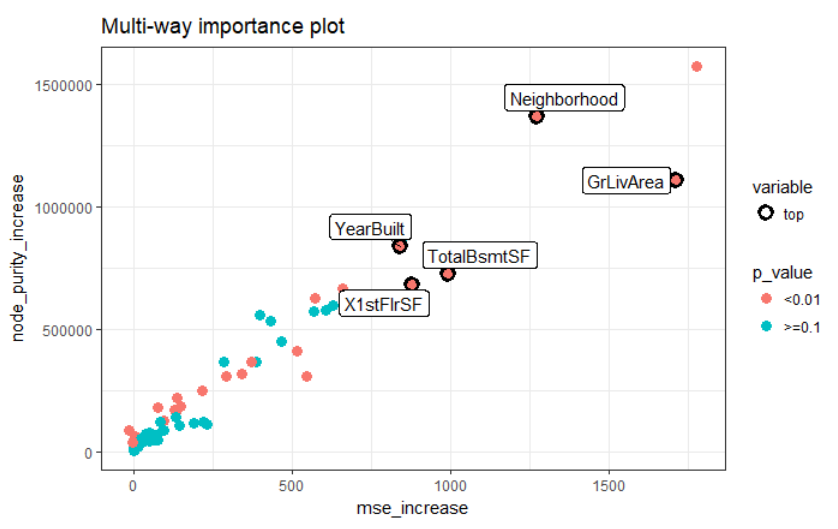 Multi-way importance plot
1500000
1000000
500000
0
node_purity_increase
Neighborhood
GrLivArea
YearBuilt
TotalBsmtSF
X1stFlrSF
0 500 1000 1500
mse_increase
variable
top
p_value
<0.01
>=0.1